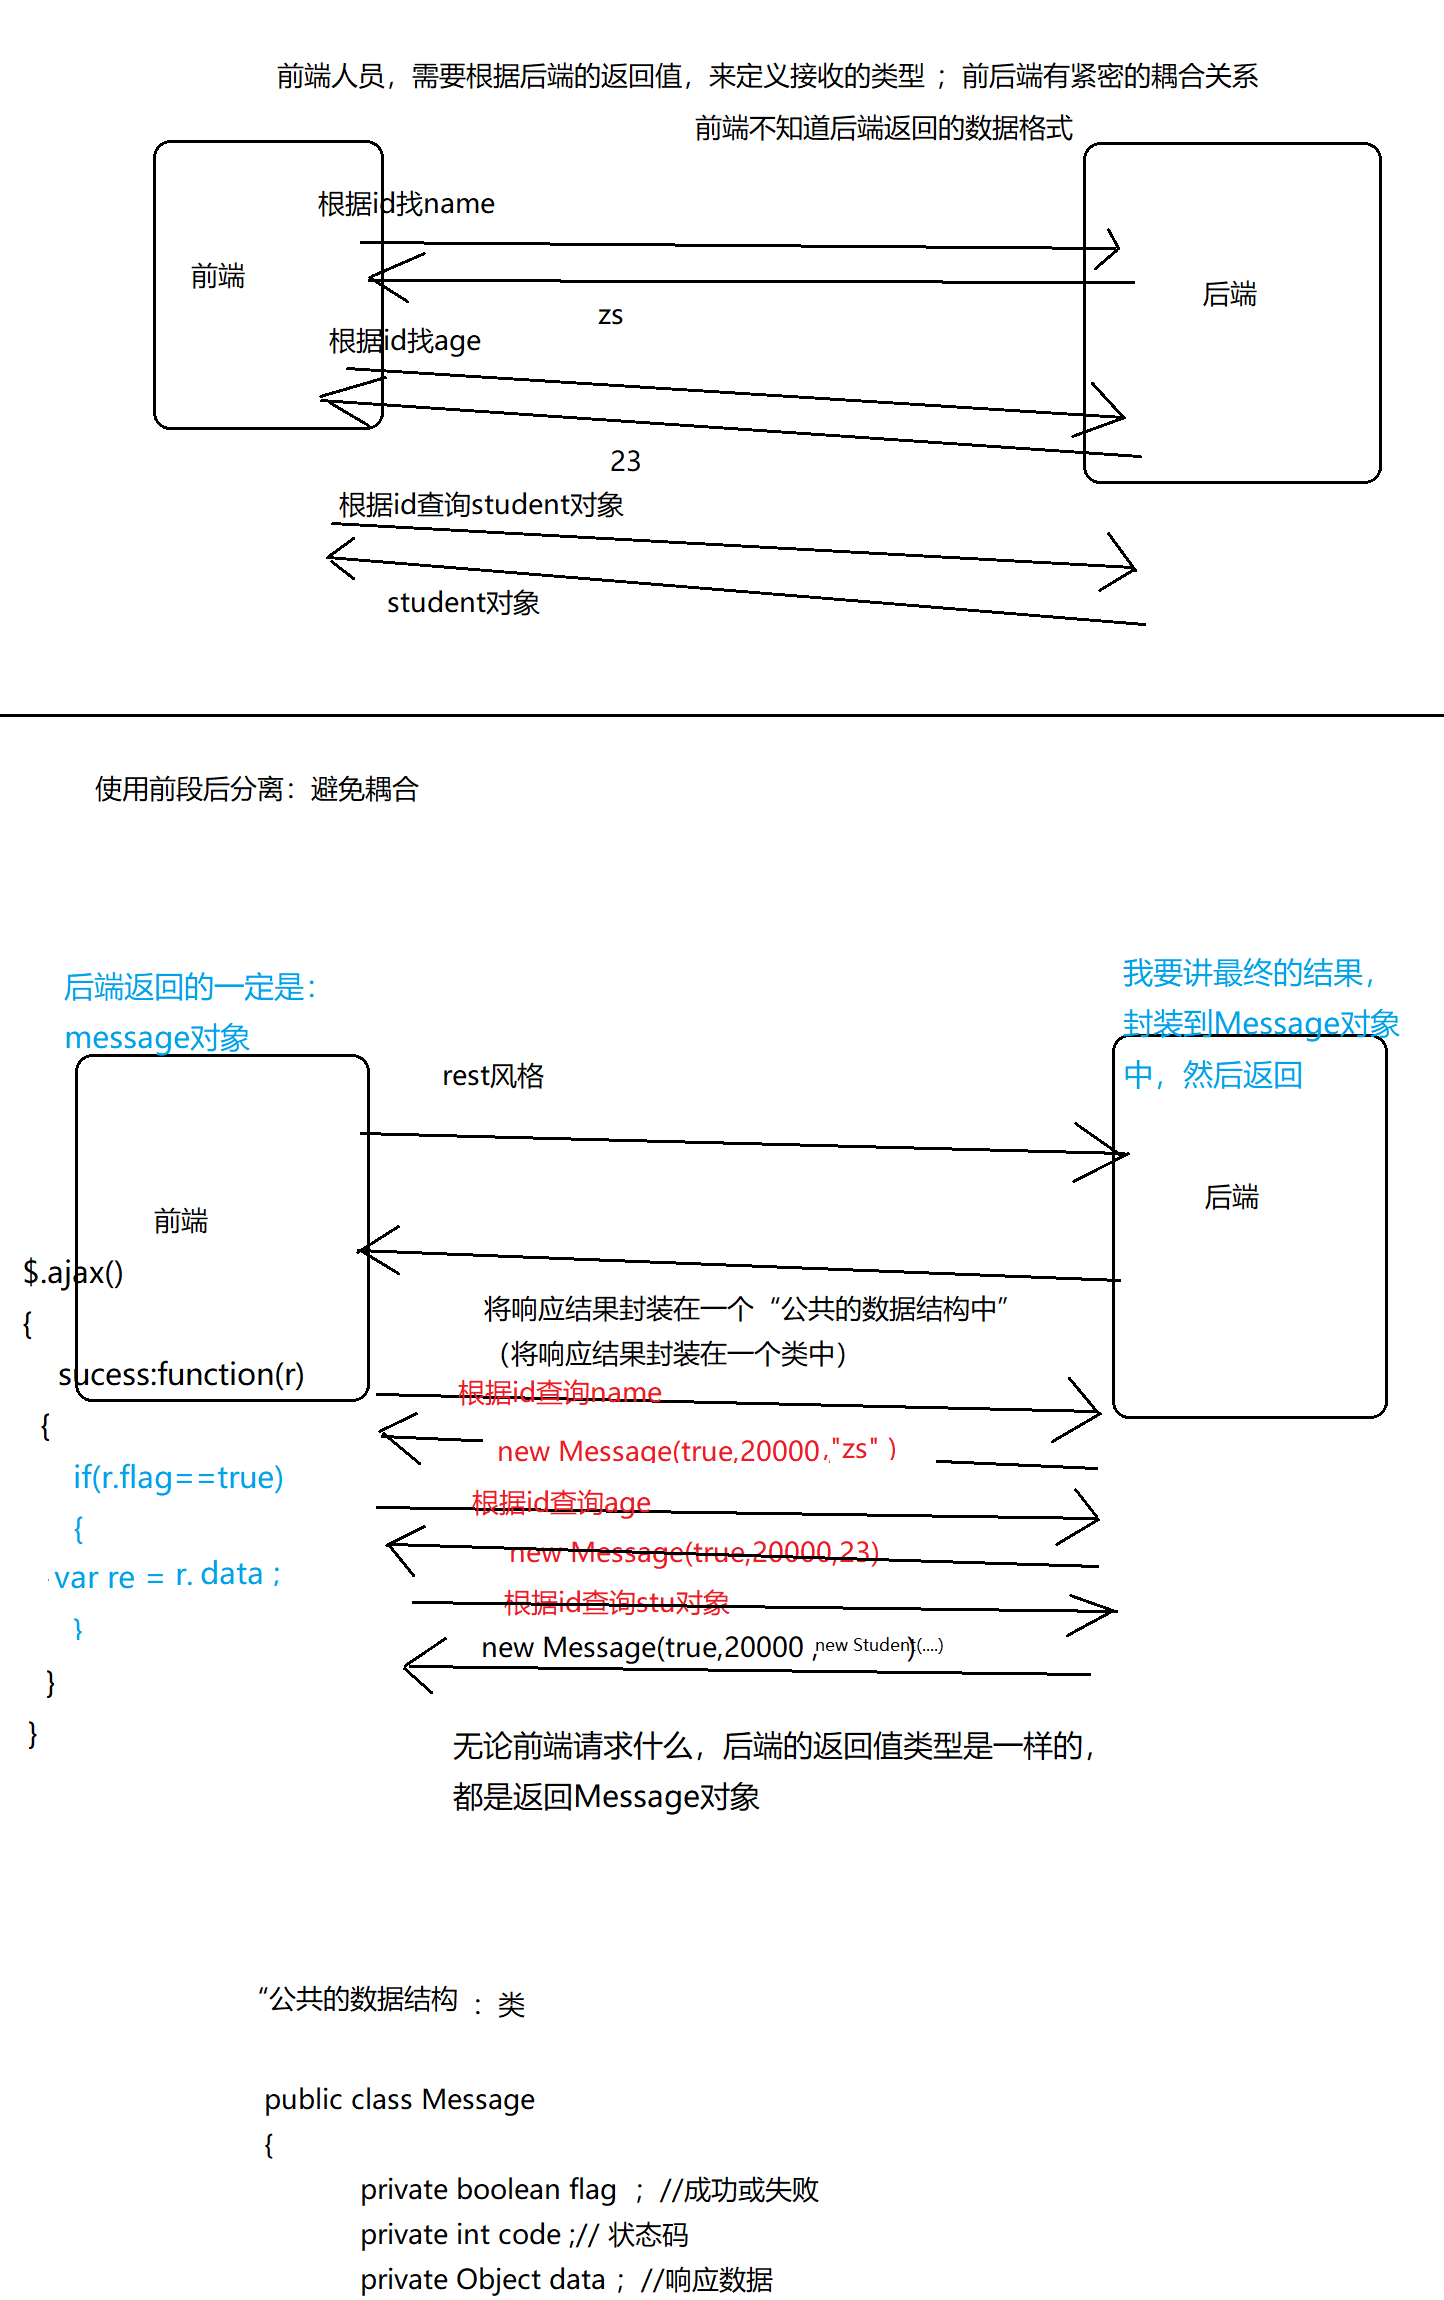 前端人员，需要根据后端的返回值，来定义接收的类型 ；前后端有紧密的耦合关系
前端不知道后端返回的数据格式
根据id找name
前端
后端
zs
根据id找age
23
根据id查询student对象
student对象
使用前段后分离：避免耦合
后端返回的一定是：
message对象
我要讲最终的结果，
封装到Message对象
中，然后返回
rest风格
前端
后端
$.ajax()
{
sucess:function(r)
{
if(r.flag==true)
{
var re = r. data ;
}
}
}
将响应结果封装在一个“公共的数据结构中”
（将响应结果封装在一个类中）
根据id查询name
new Message(true,20000,"zs" )
根据id查询age
new Message(true,20000,23)
根据id查询stu对象
new Message(true,20000 ,new Student(....))
无论前端请求什么，后端的返回值类型是一样的，
都是返回Message对象
“公共的数据结构 ：类
public class Message
{
private boolean flag ；//成功或失败
private int code ;// 状态码
private Object data ；//响应数据